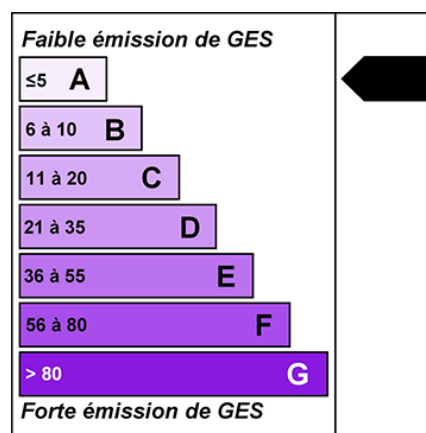 Faible émission de GES
≤5 A
6 à 10 B
11 à 20 C
21 à 35 D
36 à 55 E
56 à 80 F
> 80 G
Forte émission de GES